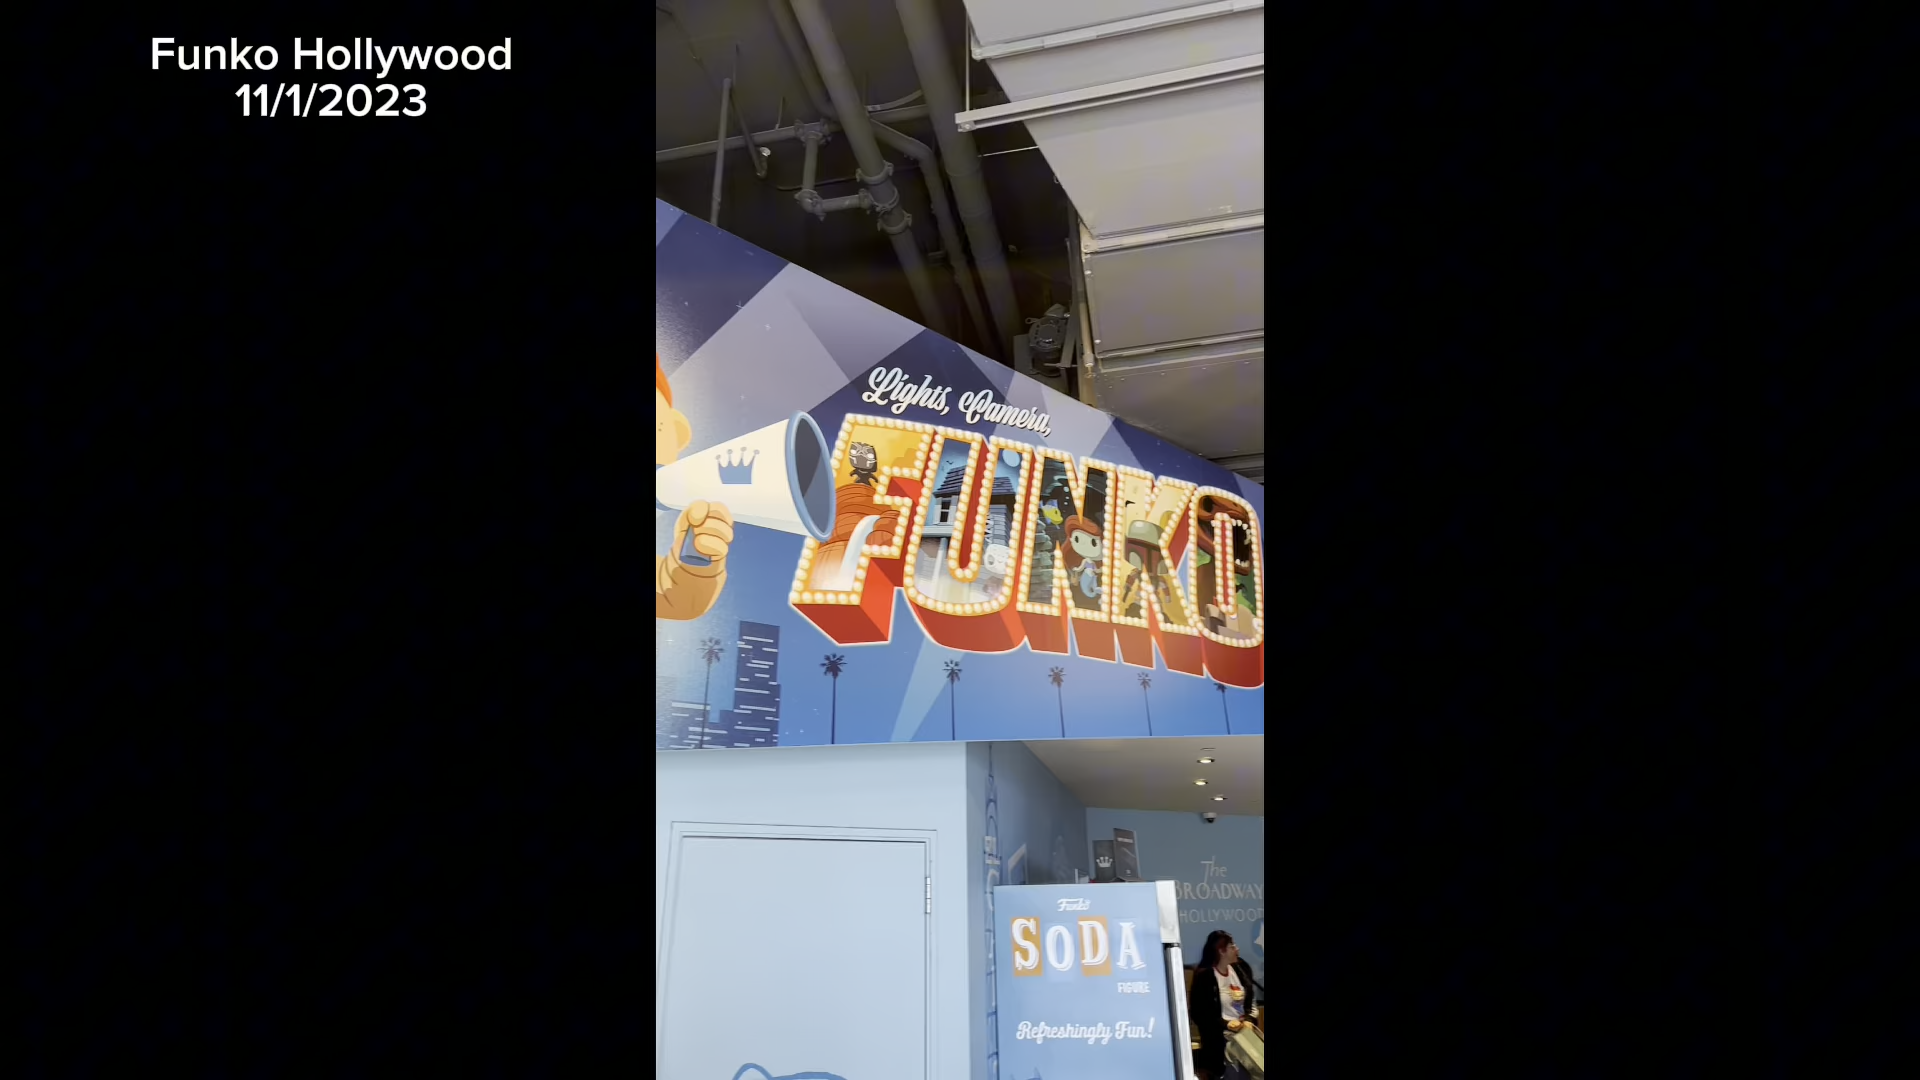 Funko Hollywood
11/1/2023
Lights, Camera,
FUNKO
The
BROADWAY
HOLLYWOOD
Funko
SODA
FIGURE
Refreshingly Fun!